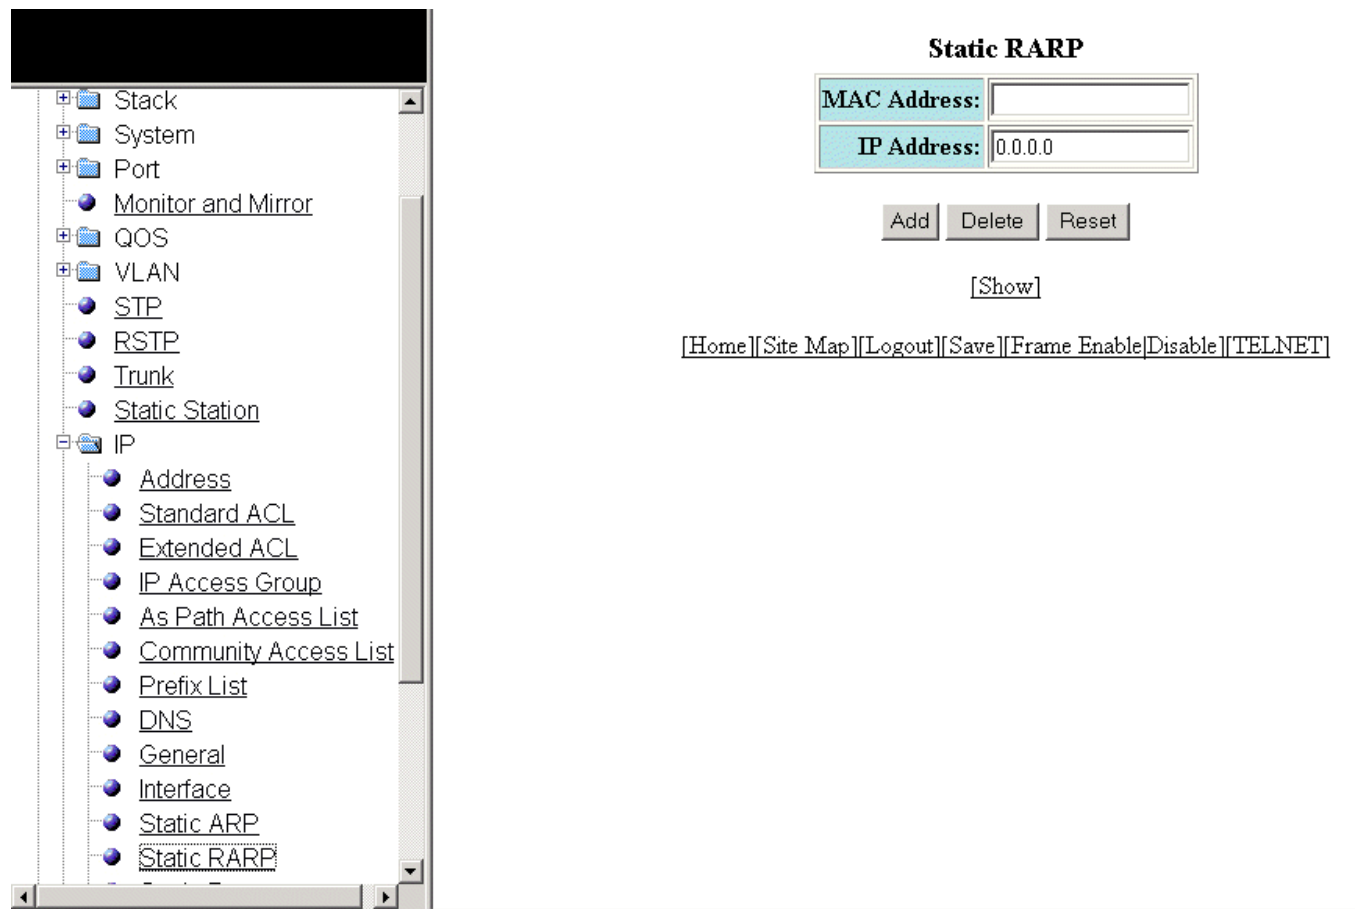 Stack
System
Port
Monitor and Mirror
QOS
VLAN
STP
RSTP
Trunk
Static Station
IP
Address
Standard ACL
Extended ACL
IP Access Group
As Path Access List
Community Access List
Prefix List
DNS
General
Interface
Static ARP
Static RARP
Static RARP
MAC Address:
IP Address: 0.0.0.0
Add Delete Reset
[Show]
[Home][Site Map][Logout][Save][Frame Enable|Disable][TELNET]